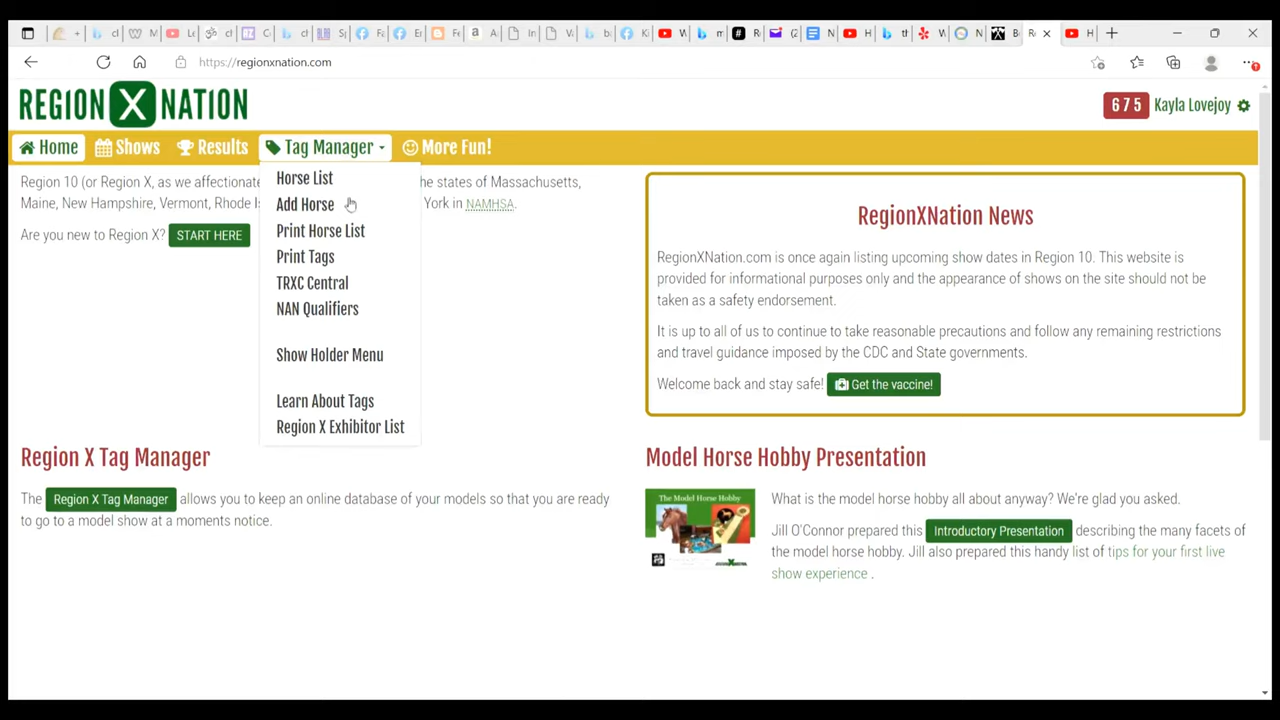 https://regionxnation.com
REGION X NATION
675 Kayla Lovejoy
Home Shows Results Tag Manager More Fun!
Horse List
Add Horse
Print Horse List
Print Tags
TRXC Central
NAN Qualifiers
Show Holder Menu
Learn About Tags
Region X Exhibitor List
Region 10 (or Region X, as we affectionate the states of Massachusetts,
Maine, New Hampshire, Vermont, Rhode Is York in NAMHSA.
Are you new to Region X? START HERE
RegionXNation News
RegionXNation.com is once again listing upcoming show dates in Region 10. This website is
provided for informational purposes only and the appearance of shows on the site should not be
taken as a safety endorsement.
It is up to all of us to continue to take reasonable precautions and follow any remaining restrictions
and travel guidance imposed by the CDC and State governments.
Welcome back and stay safe! Get the vaccine!
Region X Tag Manager
The Region X Tag Manager allows you to keep an online database of your models so that you are ready
to go to a model show at a moments notice.
Model Horse Hobby Presentation
The Model Horse Hobby
What is the model horse hobby all about anyway? We're glad you asked.
Jill O'Connor prepared this Introductory Presentation describing the many facets of
the model horse hobby. Jill also prepared this handy list of tips for your first live
show experience .